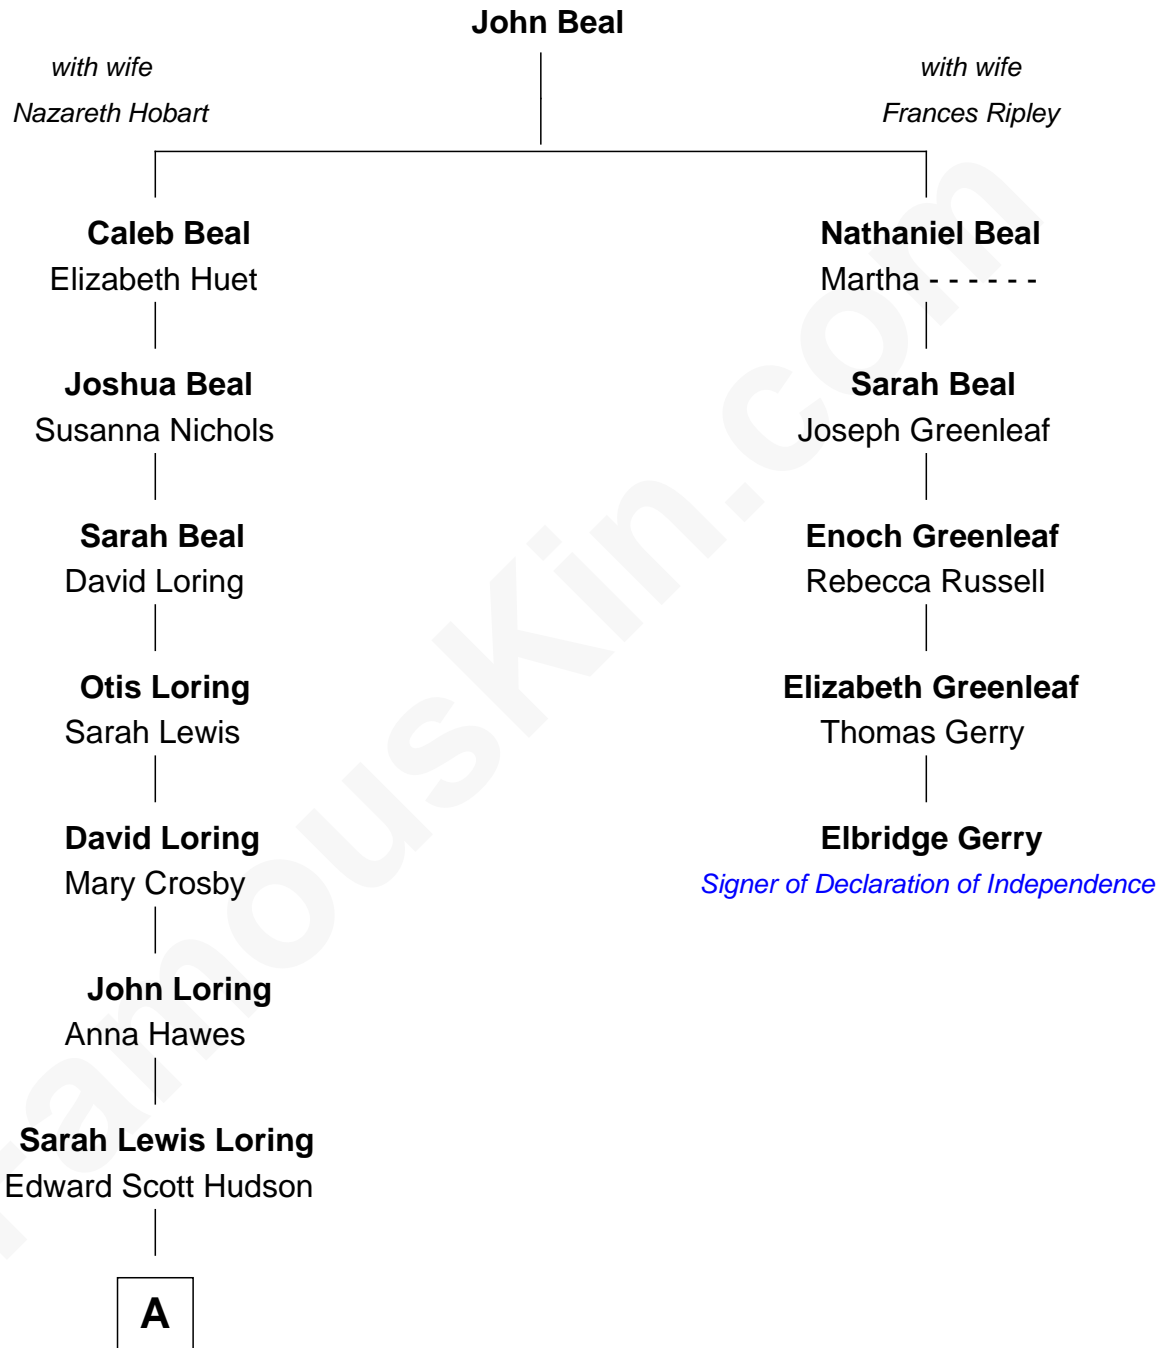 John Beal
with wife
Nazareth Hobart
with wife
Frances Ripley
Caleb Beal
Elizabeth Huet
Nathaniel Beal
Martha - - - - - -
Joshua Beal
Susanna Nichols
Sarah Beal
Joseph Greenleaf
Sarah Beal
David Loring
Enoch Greenleaf
Rebecca Russell
Otis Loring
Sarah Lewis
Elizabeth Greenleaf
Thomas Gerry
David Loring
Mary Crosby
Elbridge Gerry
Signer of Declaration of Independence
John Loring
Anna Hawes
Sarah Lewis Loring
Edward Scott Hudson
A
FamousKin.com